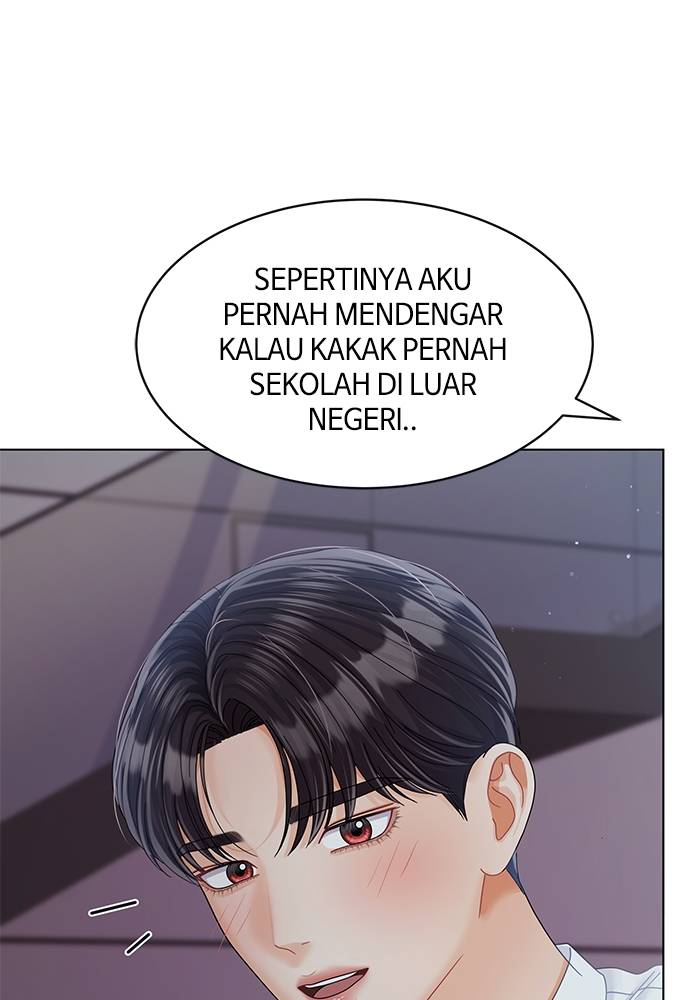 SEPERTINYA AKU
PERNAH MENDENGAR
KALAU KAKAK PERNAH
SEKOLAH DI LUAR
NEGERI..